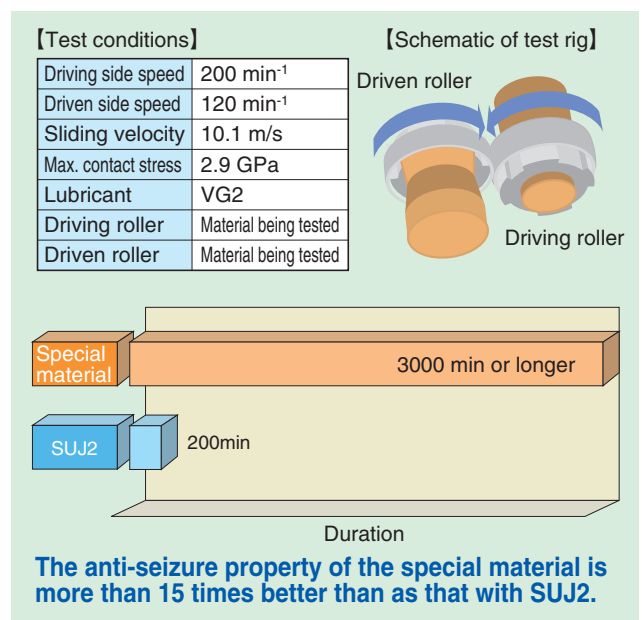 【Test conditions】
【Schematic of test rig】
Driving side speed 200 min⁻¹
Driven side speed 120 min⁻¹
Sliding velocity 10.1 m/s
Max. contact stress 2.9 GPa
Lubricant VG2
Driving roller Material being tested
Driven roller Material being tested
Driven roller
Driving roller
Special
material
3000 min or longer
SUJ2
200min
Duration
The anti-seizure property of the special material is
more than 15 times better than as that with SUJ2.